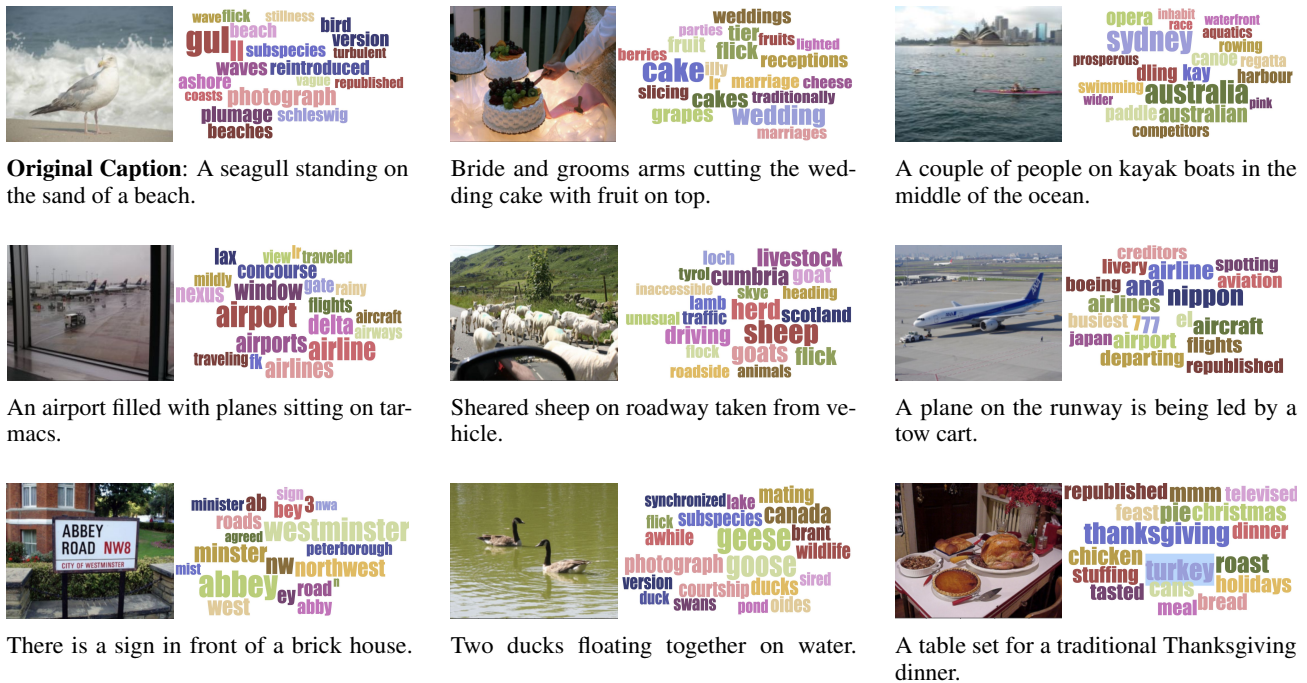 waveflick stillness
beach bird
gul version
ll subspecies turbulent
waves reintroduced
ashore vague republished
coasts photograph
plumage schleswig
beaches
Original Caption: A seagull standing on
the sand of a beach.
weddings
parties tier
fruit flick fruits lighted
berries receptions
cake illy
lr marriage cheese
slicing cakes traditionally
grapes wedding
marriages
Bride and grooms arms cutting the wed-
ding cake with fruit on top.
opera inhabit waterfront
race aquatics
sydney rowing
prosperous canoe regatta
dling kay harbour
swimming australia
wider pink
paddle australian
competitors
A couple of people on kayak boats in the
middle of the ocean.
lax view lr traveled
concourse
mildly window gate rainy
nexus flights
airport delta aircraft
airports airline airways
traveling fk airlines
An airport filled with planes sitting on tar-
macs.
loch livestock
tyrol cumbria goat
inaccessible skye heading
lamb herd scotland
unusual traffic
driving sheep
flock goats flick
roadside animals
Sheared sheep on roadway taken from ve-
hicle.
creditors
livery airline spotting
boeing ana nippon aviation
airlines
busiest 777 el aircraft
japan airport flights
departing republished
A plane on the runway is being led by a
tow cart.
ABBEY
ROAD NW8
CITY OF WESTMINSTER
minister ab sign
bey 3 nwa
roads westminster
agreed
minster peterborough
mist nw northwest
abbey ey road n
west abby
There is a sign in front of a brick house.
synchronized lake mating
flick subspecies canada
awhile geese brant
wildlife
photograph goose
version courtship ducks sired
duck swans pond oides
Two ducks floating together on water.
republished mmm televised
feast pie christmas
thanksgiving dinner
chicken turkey roast
stuffing cans holidays
tasted meal bread
A table set for a traditional Thanksgiving
dinner.